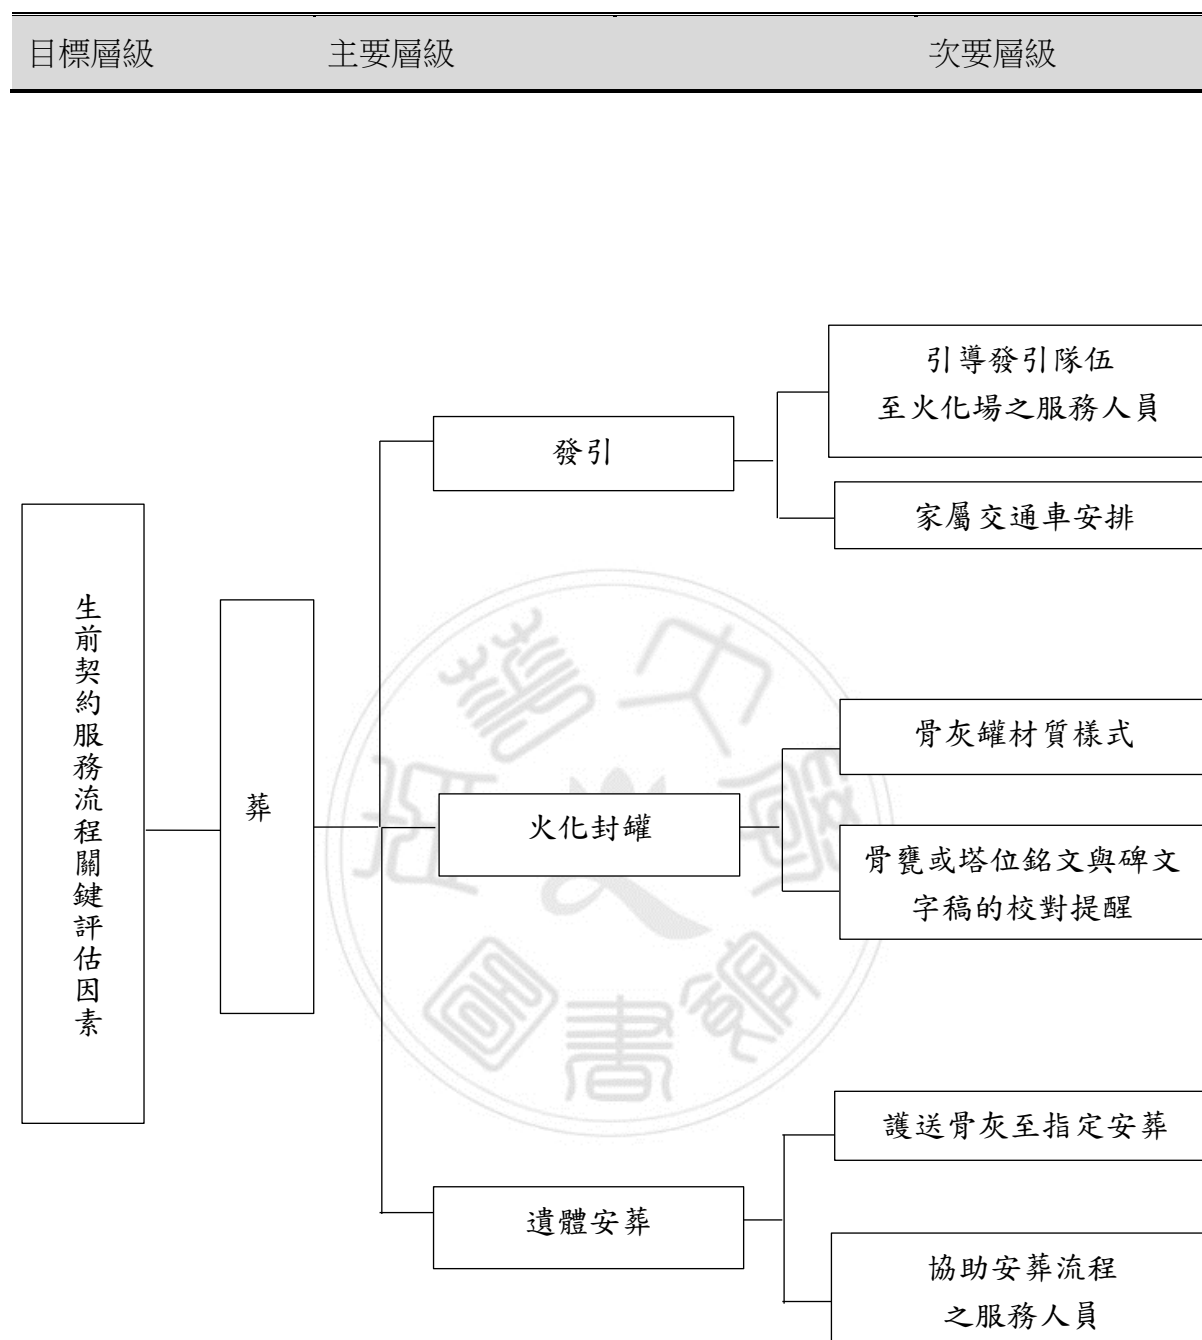 目標層級 主要層級 次要層級
引導發引隊伍
至火化場之服務人員
發引
家屬交通車安排
生前契約服務流程關鍵評估因素
葬
骨灰罐材質樣式
火化封罐
骨甕或塔位銘文與碑文
字稿的校對提醒
護送骨灰至指定安葬
遺體安葬
協助安葬流程
之服務人員